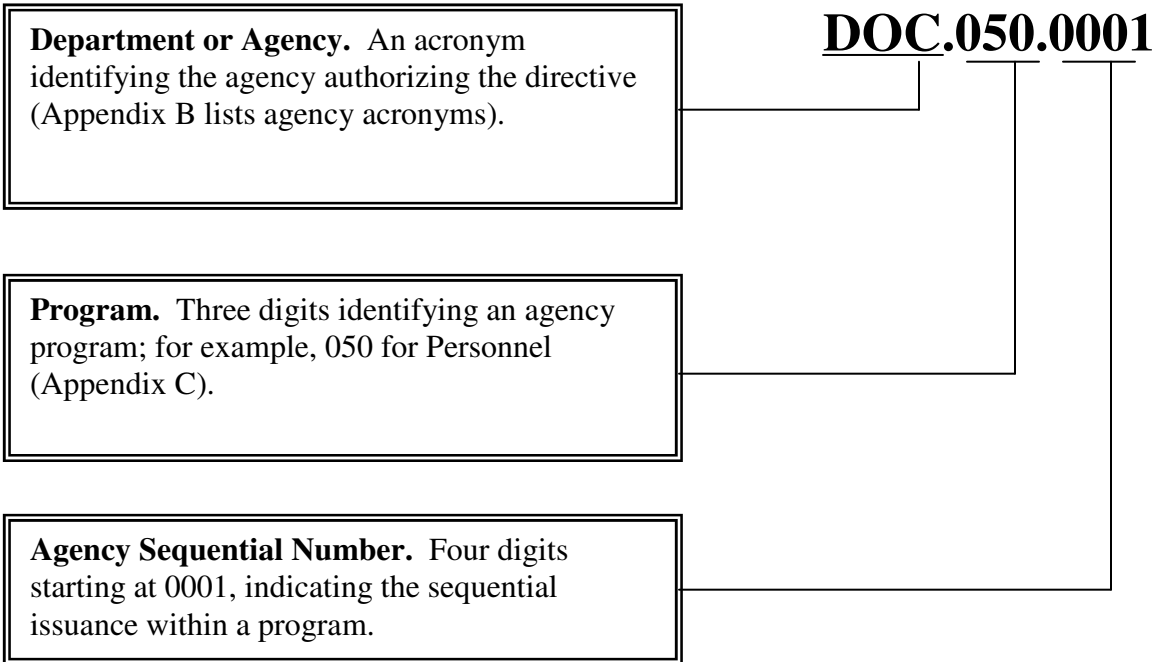 DOC.050.0001
Department or Agency. An acronym
identifying the agency authorizing the directive
(Appendix B lists agency acronyms).
Program. Three digits identifying an agency
program; for example, 050 for Personnel
(Appendix C).
Agency Sequential Number. Four digits
starting at 0001, indicating the sequential
issuance within a program.